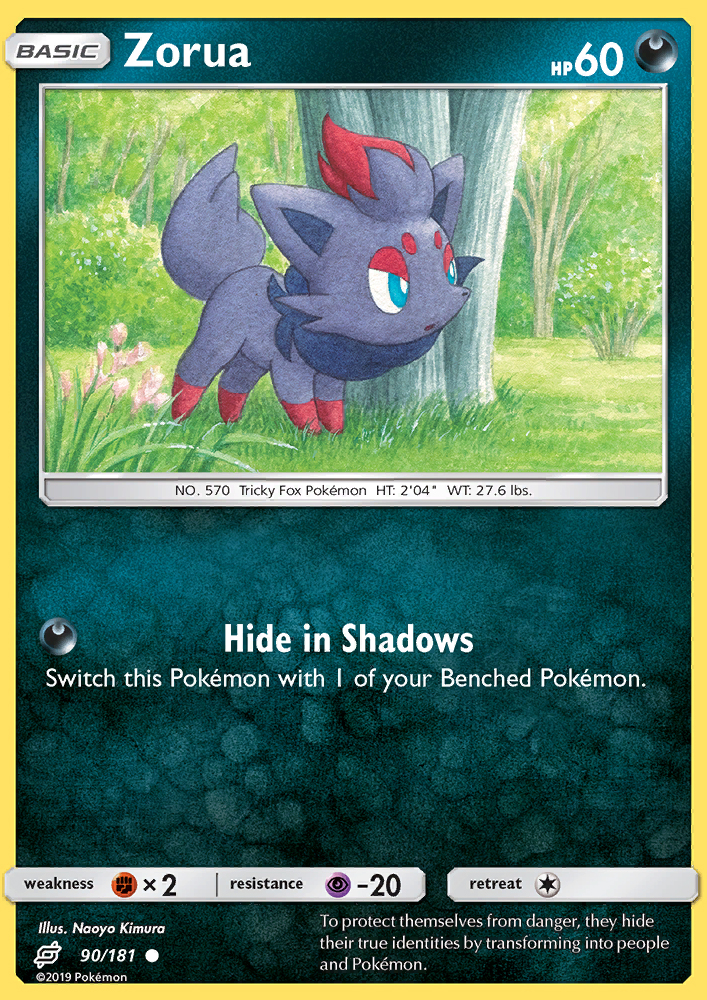 BASIC Zorua HP60
NO. 570 Tricky Fox Pokémon HT: 2'04" WT: 27.6 lbs.
Hide in Shadows
Switch this Pokémon with 1 of your Benched Pokémon.
weakness ×2 resistance -20 retreat
Illus. Naoyo Kimura
90/181
©2019 Pokémon
To protect themselves from danger, they hide
their true identities by transforming into people
and Pokémon.